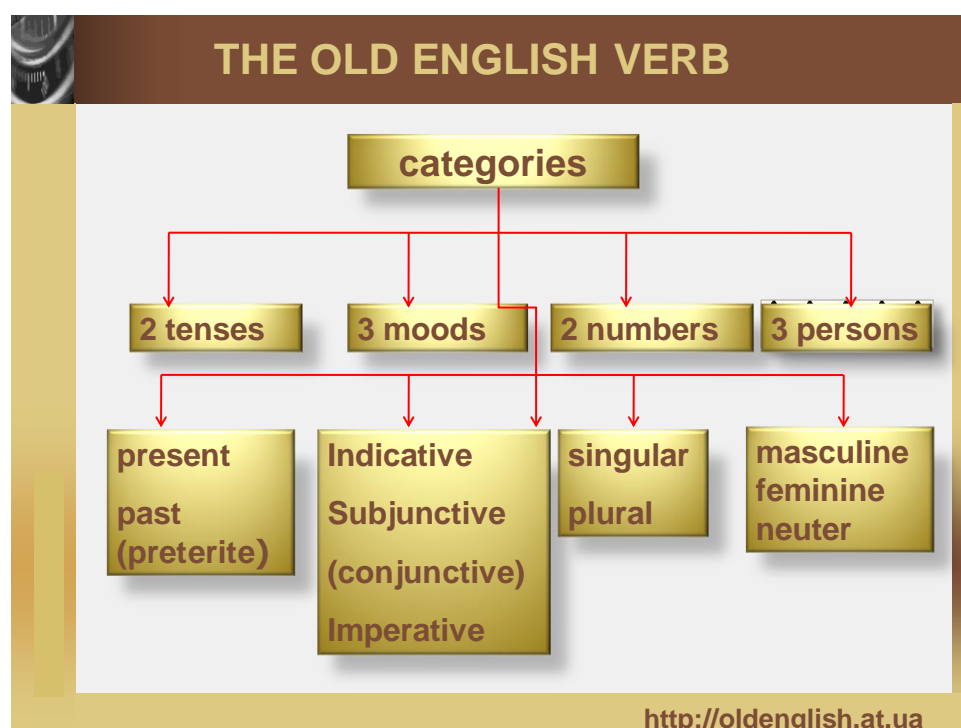 THE OLD ENGLISH VERB
categories
2 tenses
3 moods
2 numbers
3 persons
present
past
(preterite)
Indicative
Subjunctive
(conjunctive)
Imperative
singular
plural
masculine
feminine
neuter
http://oldenglish.at.ua